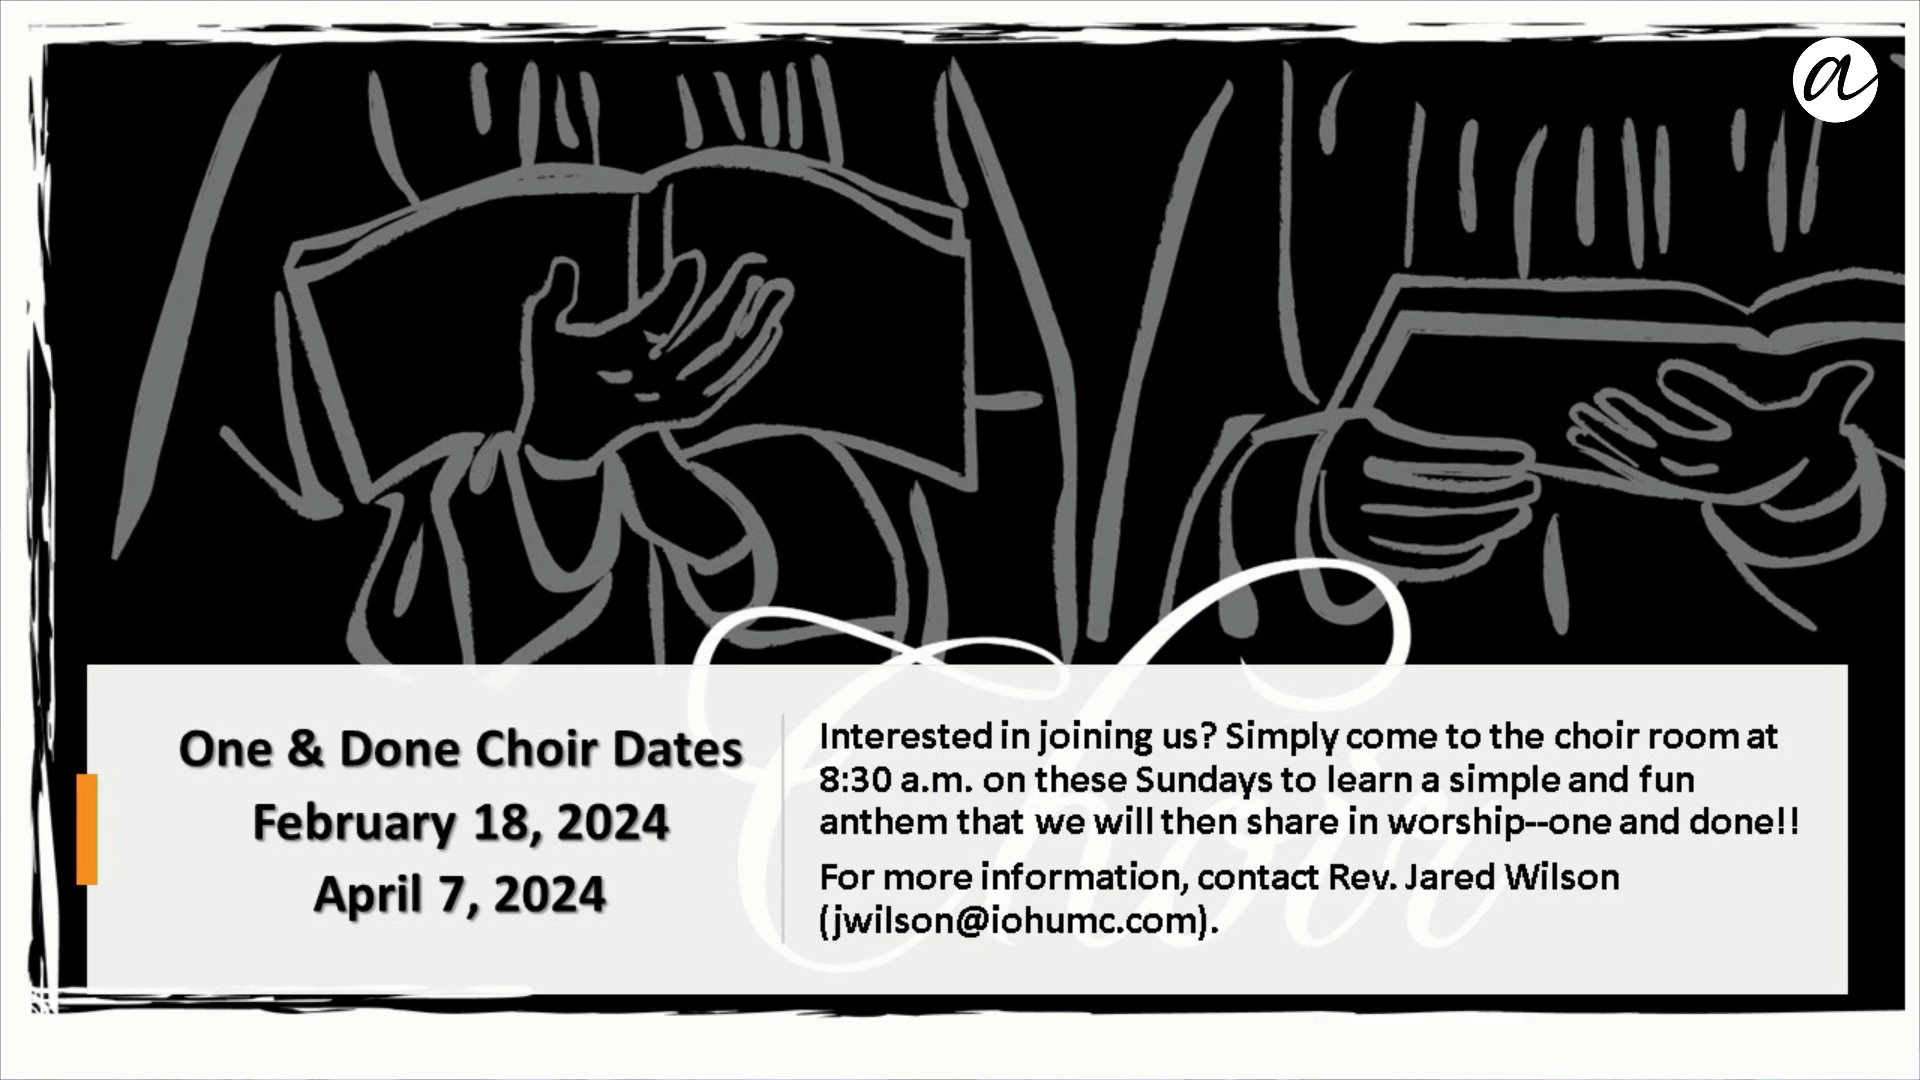 a
Choir
One & Done Choir Dates
February 18, 2024
April 7, 2024
Interested in joining us? Simply come to the choir room at
8:30 a.m. on these Sundays to learn a simple and fun
anthem that we will then share in worship--one and done!!
For more information, contact Rev. Jared Wilson
(jwilson@iohumc.com).